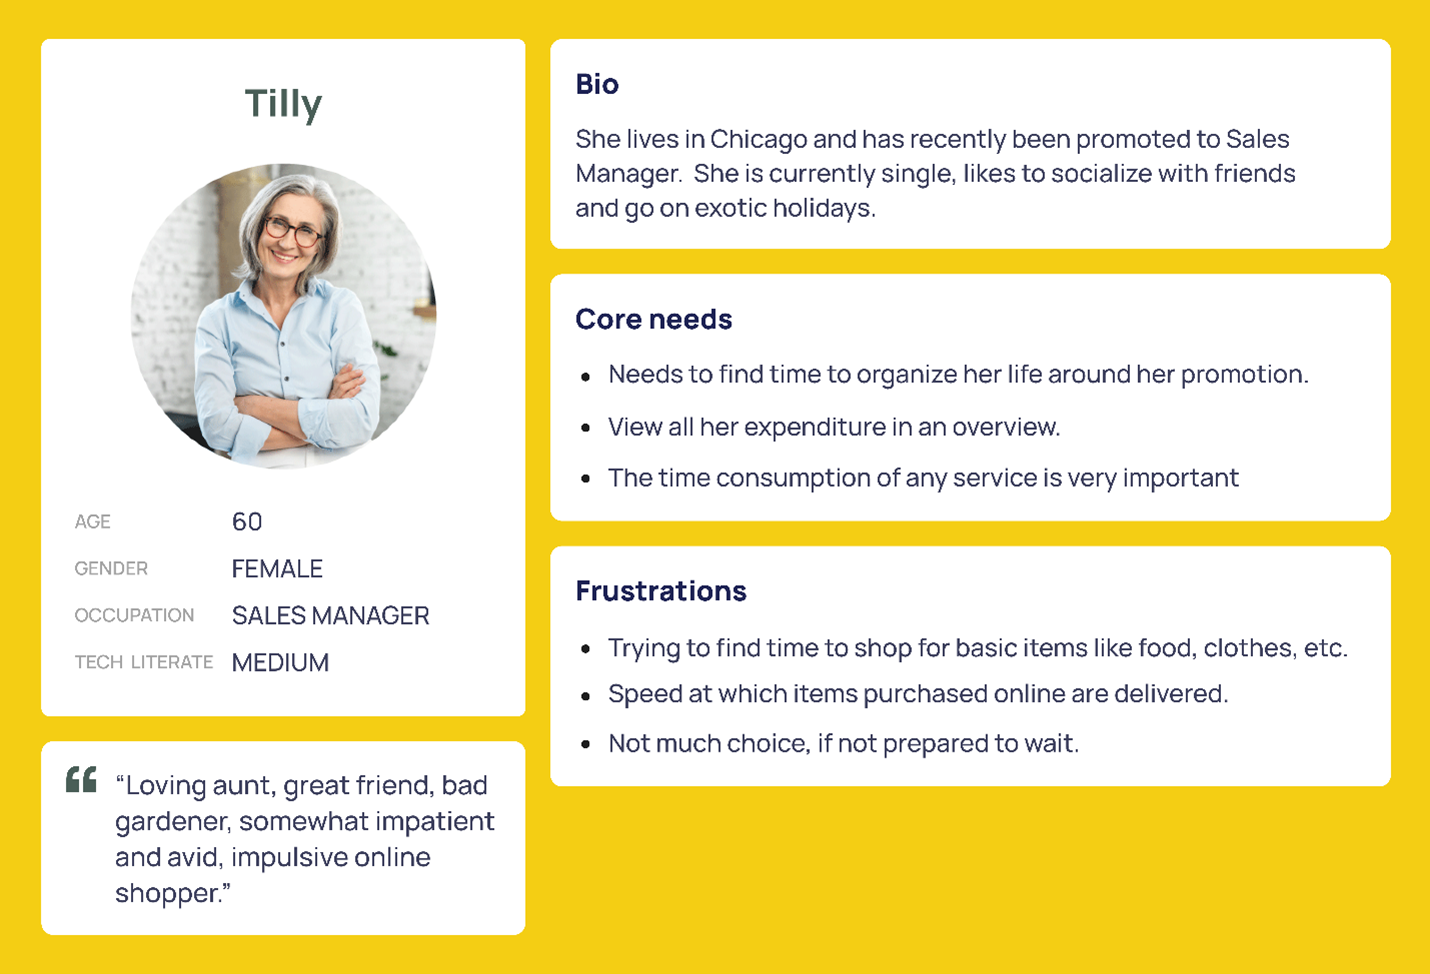 Tilly
AGE 60
GENDER FEMALE
OCCUPATION SALES MANAGER
TECH LITERATE MEDIUM
“Loving aunt, great friend, bad
gardener, somewhat impatient
and avid, impulsive online
shopper.”
Bio
She lives in Chicago and has recently been promoted to Sales
Manager.  She is currently single, likes to socialize with friends
and go on exotic holidays.
Core needs
• Needs to find time to organize her life around her promotion.
• View all her expenditure in an overview.
• The time consumption of any service is very important
Frustrations
• Trying to find time to shop for basic items like food, clothes, etc.
• Speed at which items purchased online are delivered.
• Not much choice, if not prepared to wait.